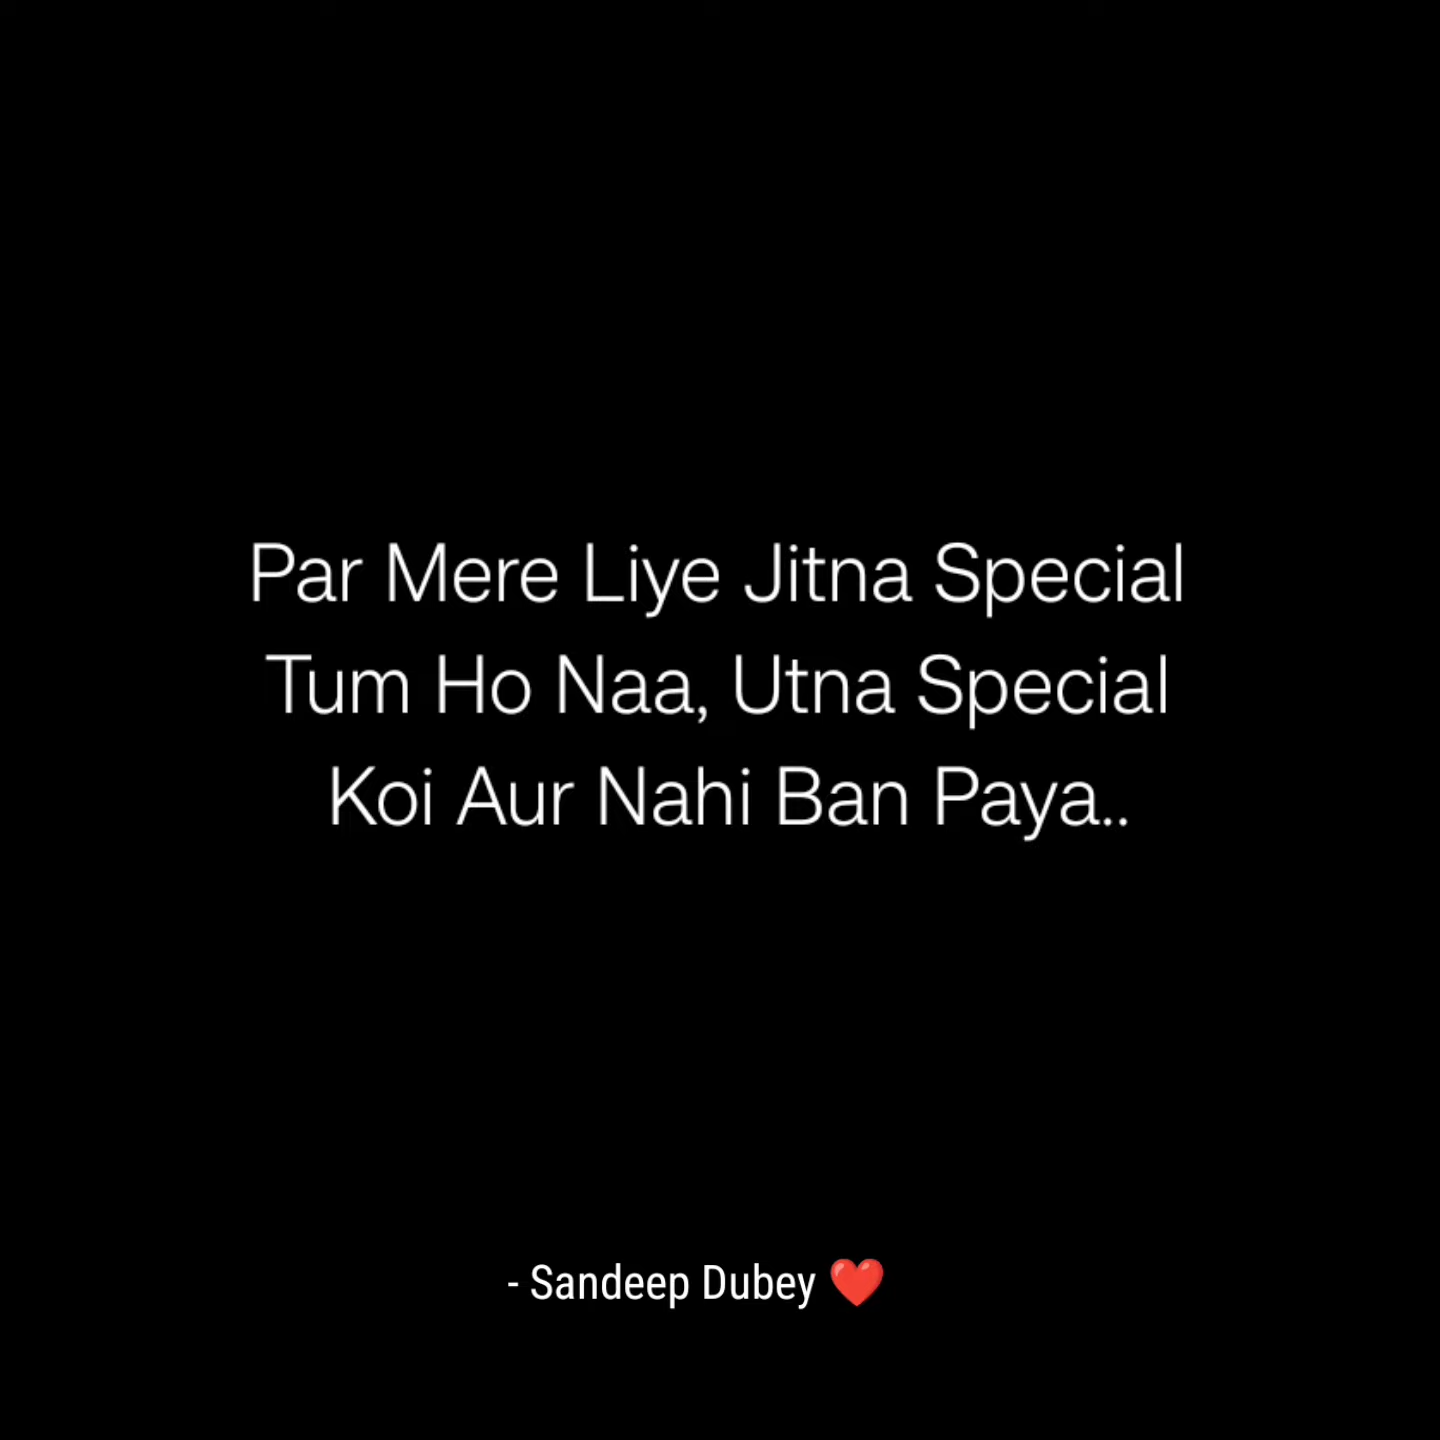 Par Mere Liye Jitna Special
Tum Ho Naa, Utna Special
Koi Aur Nahi Ban Paya..
- Sandeep Dubey ❤️